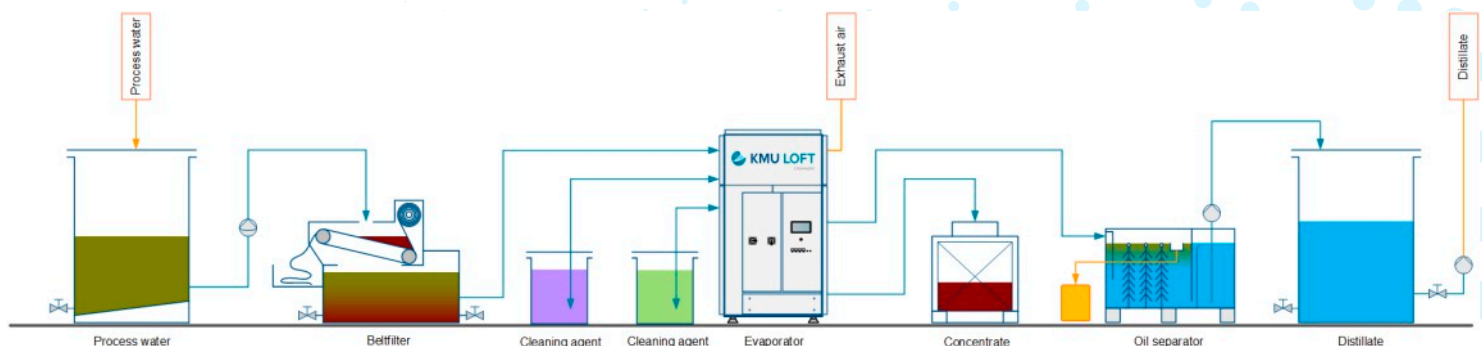 Process water
Exhaust air
Distillate
KMU LOFT
Process water
Beltfilter
Cleaning agent
Cleaning agent
Evaporator
Concentrate
Oil separator
Distillate